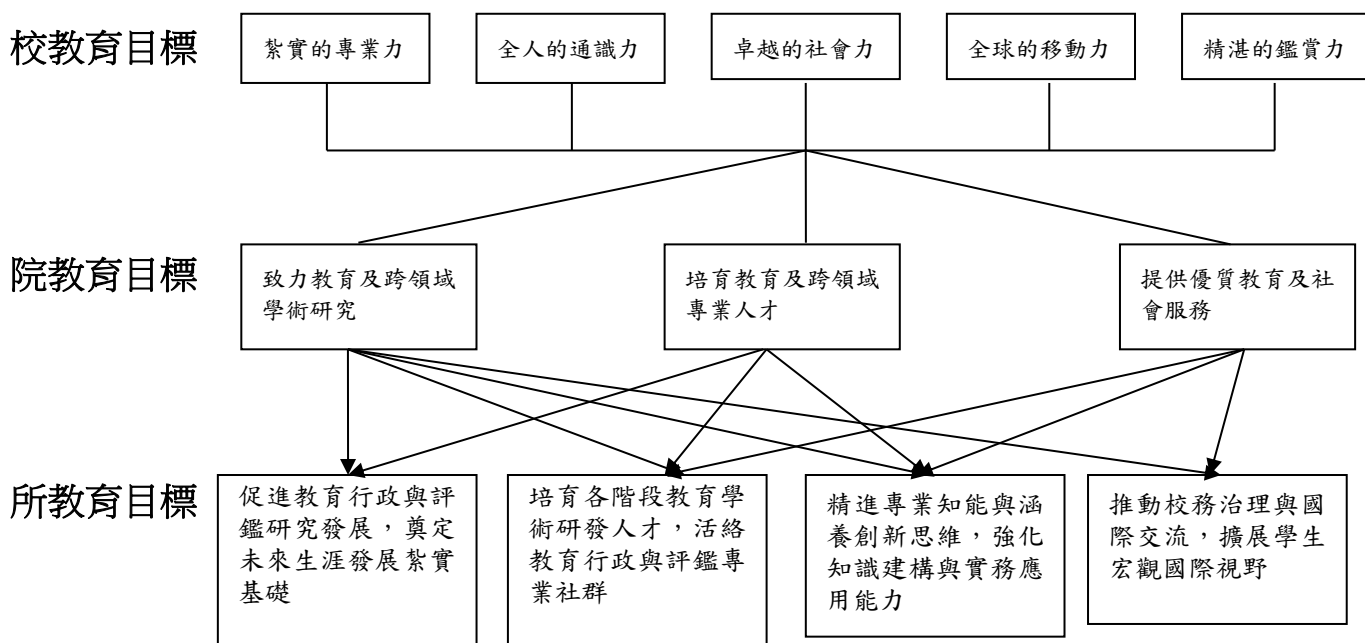 校教育目標
紮實的專業力
全人的通識力
卓越的社會力
全球的移動力
精湛的鑑賞力
院教育目標
致力教育及跨領域
學術研究
培育教育及跨領域
專業人才
提供優質教育及社
會服務
所教育目標
促進教育行政與評
鑑研究發展，奠定
未來生涯發展紮實
基礎
培育各階段教育學
術研發人才，活絡
教育行政與評鑑專
業社群
精進專業知能與涵
養創新思維，強化
知識建構與實務應
用能力
推動校務治理與國
際交流，擴展學生
宏觀國際視野